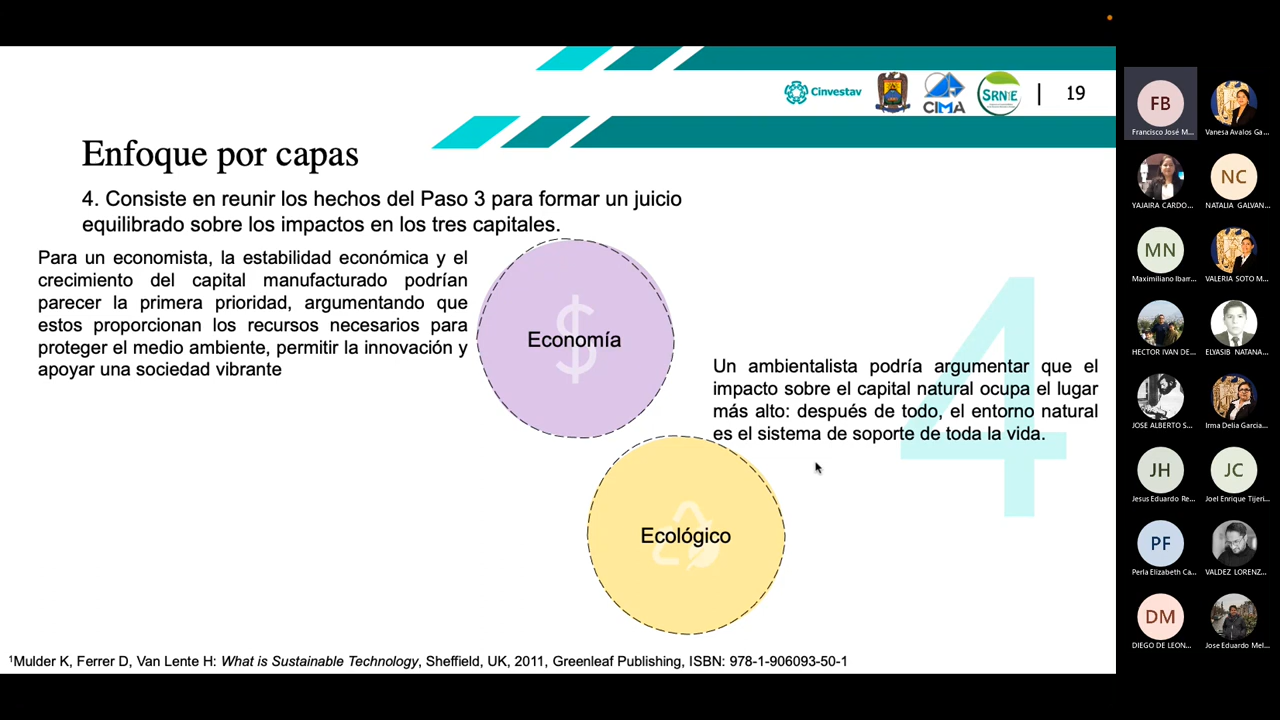 Cinvestav
CIMA
SRNyE
19
Enfoque por capas
4. Consiste en reunir los hechos del Paso 3 para formar un juicio
equilibrado sobre los impactos en los tres capitales.
Para un economista, la estabilidad económica y el
crecimiento del capital manufacturado podrían
parecer la primera prioridad, argumentando que
estos proporcionan los recursos necesarios para
proteger el medio ambiente, permitir la innovación y
apoyar una sociedad vibrante
$
Economía
4
Un ambientalista podría argumentar que el
impacto sobre el capital natural ocupa el lugar
más alto: después de todo, el entorno natural
es el sistema de soporte de toda la vida.
Ecológico
¹Mulder K, Ferrer D, Van Lente H: What is Sustainable Technology, Sheffield, UK, 2011, Greenleaf Publishing, ISBN: 978-1-906093-50-1
FB
Francisco José M...
Vanesa Avalos Ga...
YAJAIRA CARDO...
NC
NATALIA GALVAN...
MN
Maximiliano Ibarr...
VALERIA SOTO M...
HECTOR IVAN DE...
ELYASIB NATANA...
JOSE ALBERTO S...
Irma Delia Garcia...
JH
Jesus Eduardo Re...
JC
Joel Enrique Tijeri...
PF
Perla Elizabeth Ca...
VALDEZ LORENZ...
DM
DIEGO DE LEON...
Jose Eduardo Mel...